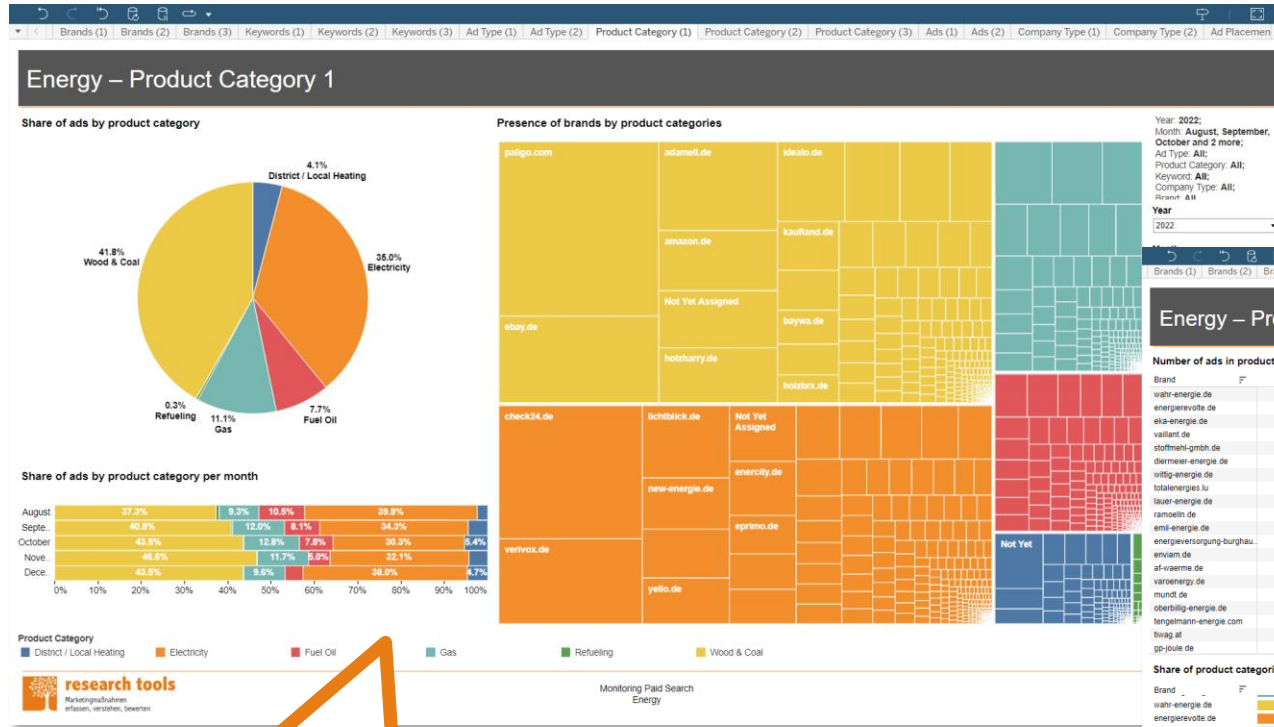 Brands (1) Brands (2) Brands (3) Keywords (1) Keywords (2) Keywords (3) Ad Type (1) Ad Type (2) Product Category (1) Product Category (2) Product Category (3) Ads (1) Ads (2) Company Type (1) Company Type (2) Ad Placemen
Energy – Product Category 1
Share of ads by product category
4.1%
District / Local Heating
35.0%
Electricity
41.8%
Wood & Coal
7.7%
Fuel Oil
0.3%
Refueling
11.1%
Gas
Share of ads by product category per month
August 37.3% 9.3% 10.5% 39.8%
Septe.. 40.8% 12.0% 8.1% 34.3%
October 43.5% 12.8% 7.8% 30.3% 5.4%
Nove.. 46.6% 11.7% 5.0% 32.1%
Dece.. 43.5% 9.6% 38.0% 4.7%
0% 10% 20% 30% 40% 50% 60% 70% 80% 90% 100%
Product Category
District / Local Heating Electricity Fuel Oil Gas Refueling Wood & Coal
research tools
Marketingmaßnahmen
erfassen, verstehen, bewerten
Monitoring Paid Search
Energy
Presence of brands by product categories
paligo.com
adamell.de
idealo.de
amazon.de
kaufland.de
Not Yet Assigned
ebay.de
baywa.de
holzharry.de
holzbrx.de
check24.de
lichtblick.de
Not Yet
Assigned
enercity.de
new-energie.de
eprimo.de
verivox.de
yello.de
Not Yet
Year: 2022;
Month: August, September,
October and 2 more;
Ad Type: All;
Product Category: All;
Keyword: All;
Company Type: All;
Brand: All
Year
2022
Brands (1) Brands (2) Br
Energy – Pr
Number of ads in product
Brand
wahr-energie.de
energierevolte.de
eka-energie.de
vaillant.de
stoffmehl-gmbh.de
diermeier-energie.de
wittig-energie.de
totalenergies.lu
lauer-energie.de
ramoelln.de
emil-energie.de
energieversorgung-burghau..
enviam.de
af-waerme.de
varoenergy.de
mundt.de
oberbillig-energie.de
tengelmann-energie.com
tiwag.at
gp-joule.de
Share of product categori
Brand
wahr-energie.de
energierevolte.de